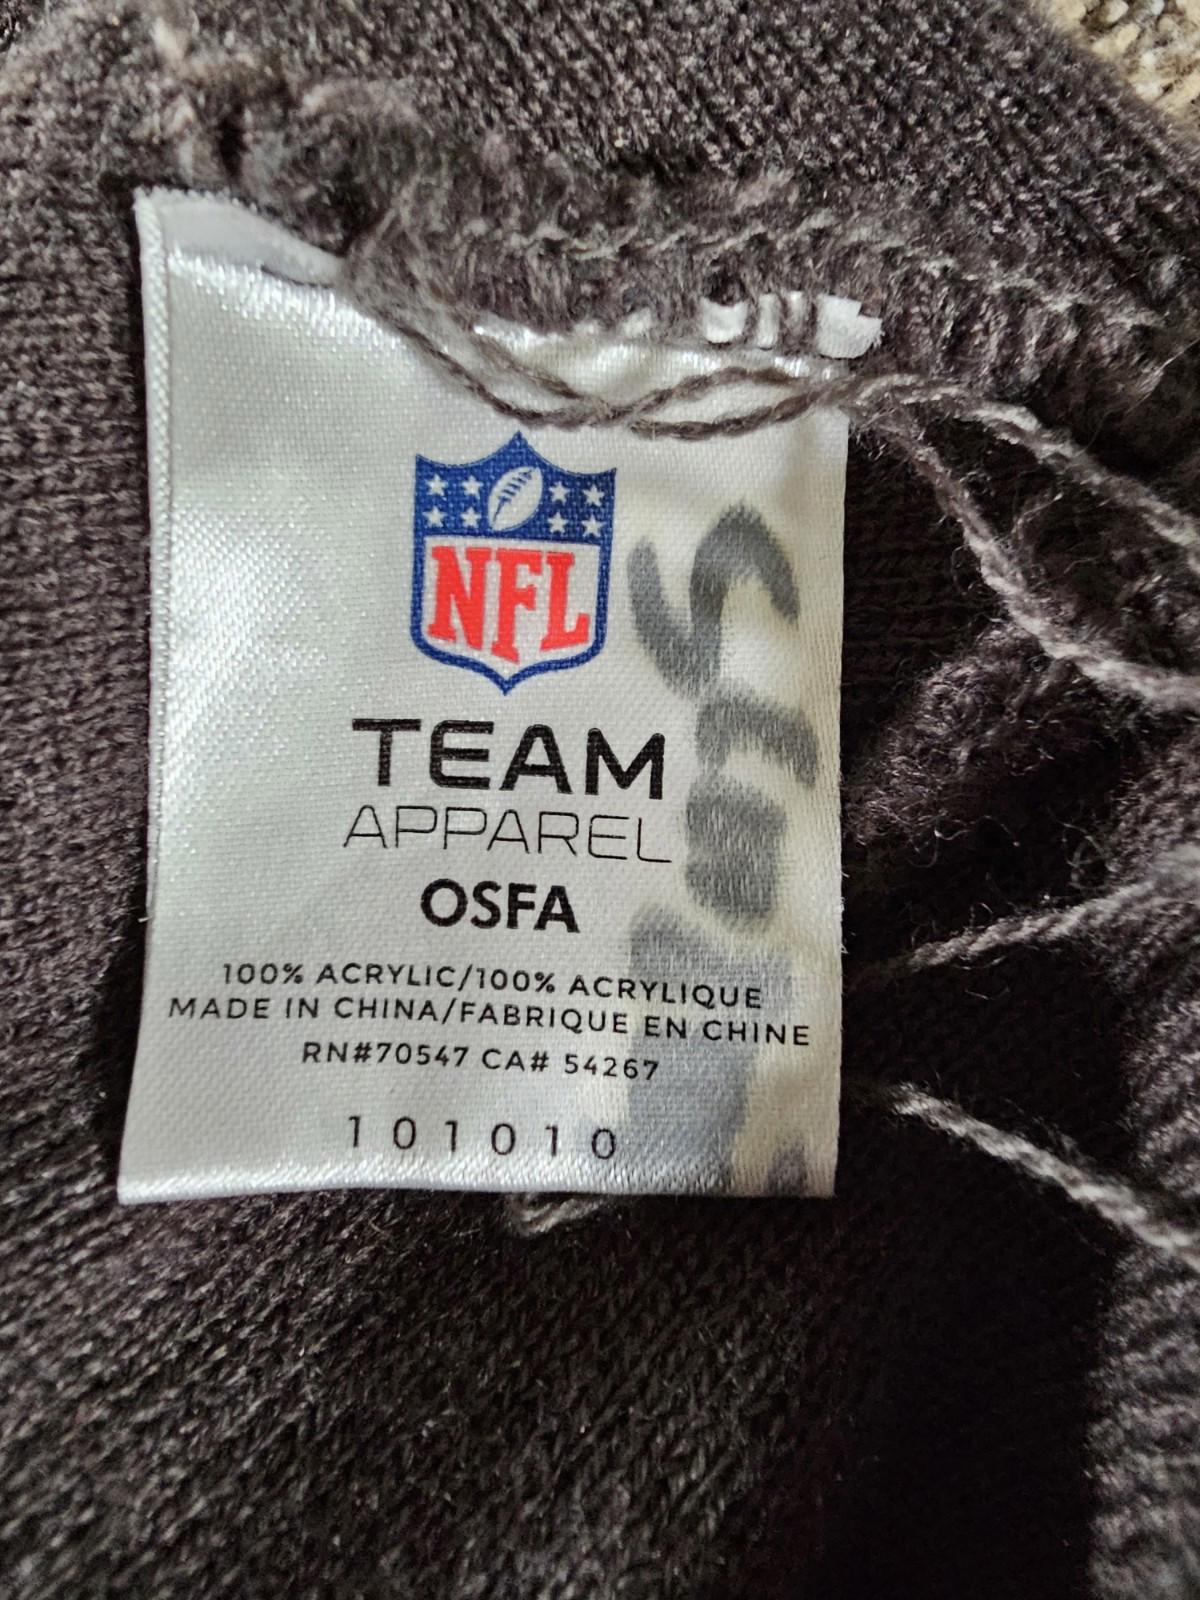 NFL
TEAM
APPAREL
OSFA
100% ACRYLIC/100% ACRYLIQUE
MADE IN CHINA/FABRIQUE EN CHINE
RN#70547 CA# 54267
101010